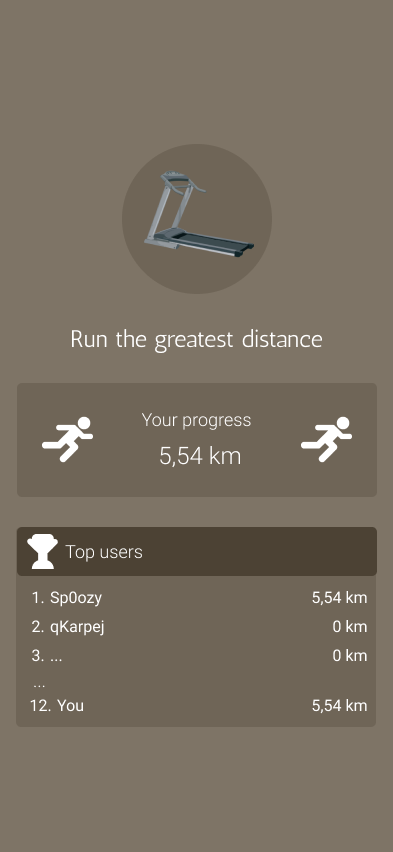 Run the greatest distance
Your progress
5,54 km
Top users
1. Sp0ozy 5,54 km
2. qKarpej 0 km
3. ... 0 km
...
12. You 5,54 km